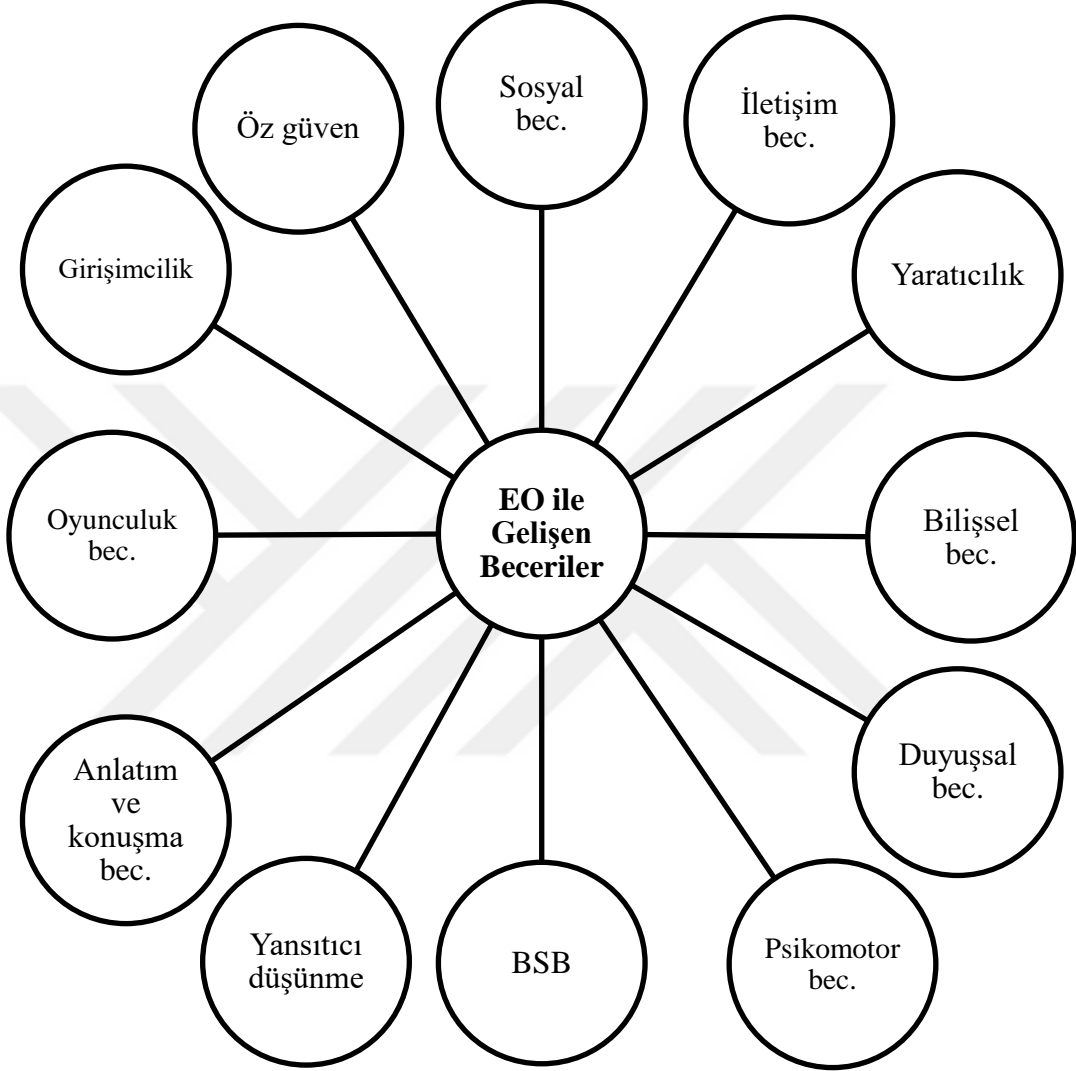 Sosyal
bec.
İletişim
bec.
Öz güven
Girişimcilik
Yaratıcılık
EO ile
Gelişen
Beceriler
Oyunculuk
bec.
Bilişsel
bec.
Duyuşsal
bec.
Anlatım
ve
konuşma
bec.
Yansıtıcı
düşünme
BSB
Psikomotor
bec.